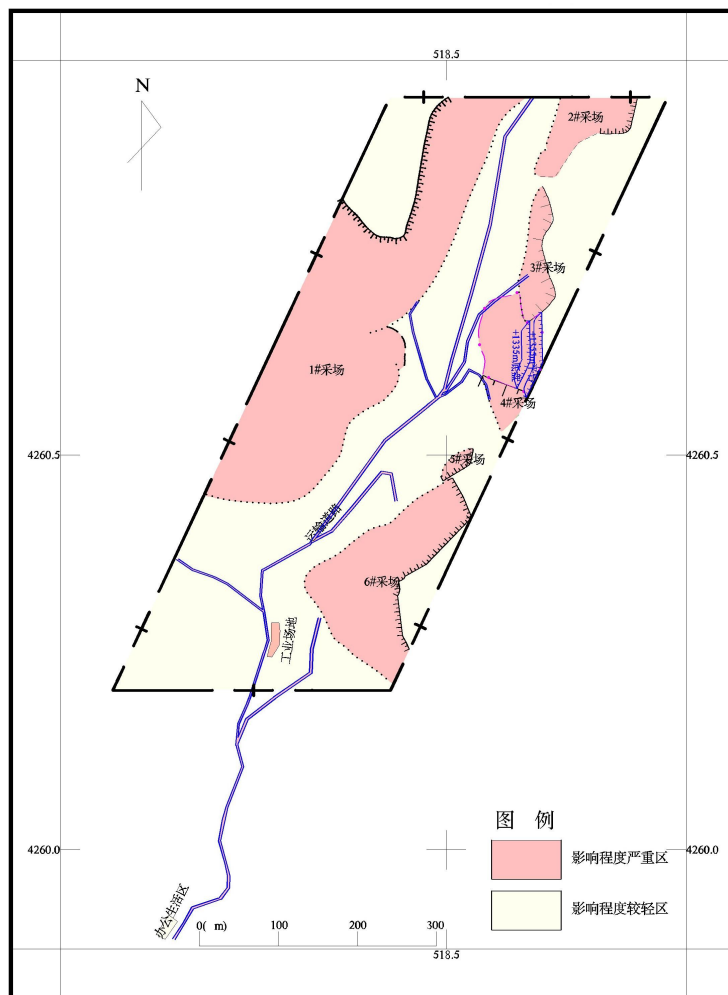 518.5
N
2#采场
3#采场
+1335m
1#采场
4#采场
4260.5
4260.5
5#采场
运输道路
6#采场
工业场地
图 例
影响程度严重区
4260.0
4260.0
影响程度较轻区
办公生活区
0( m)
100
200
300
518.5